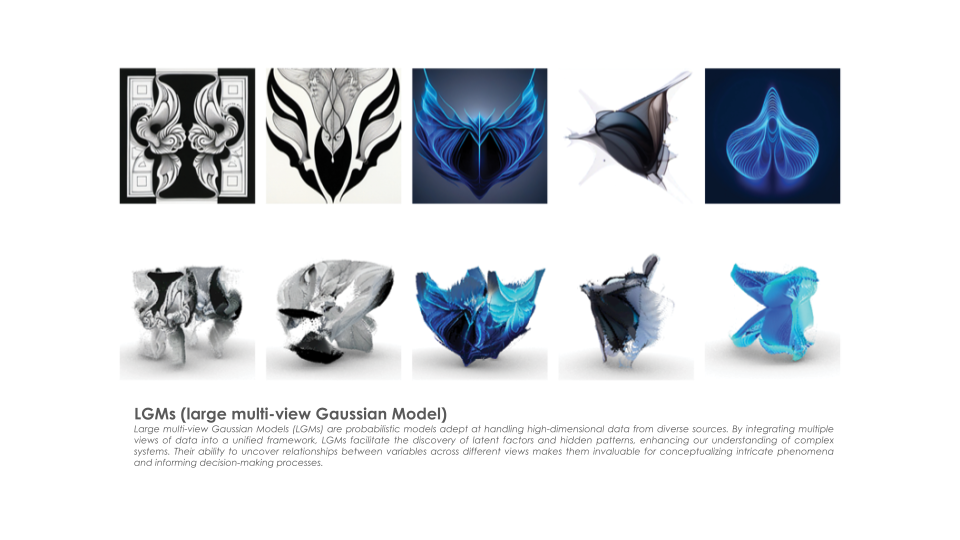 LGMs (large multi-view Gaussian Model)
Large multi-view Gaussian Models (LGMs) are probabilistic models adept at handling high-dimensional data from diverse sources. By integrating multiple
views of data into a unified framework, LGMs facilitate the discovery of latent factors and hidden patterns, enhancing our understanding of complex
systems. Their ability to uncover relationships between variables across different views makes them invaluable for conceptualizing intricate phenomena
and informing decision-making processes.